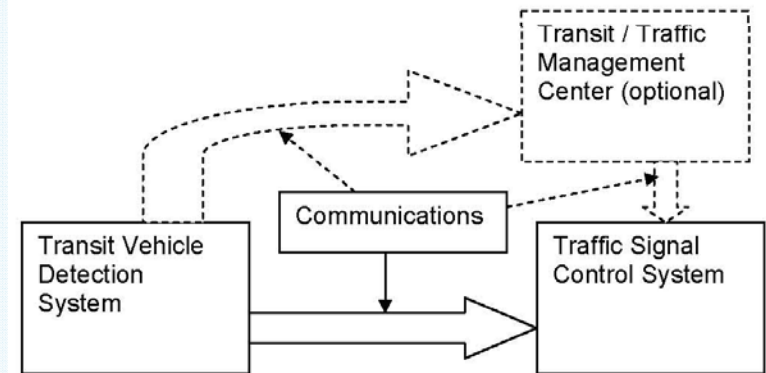 Transit / Traffic
Management
Center (optional)
Communications
Transit Vehicle
Detection
System
Traffic Signal
Control System